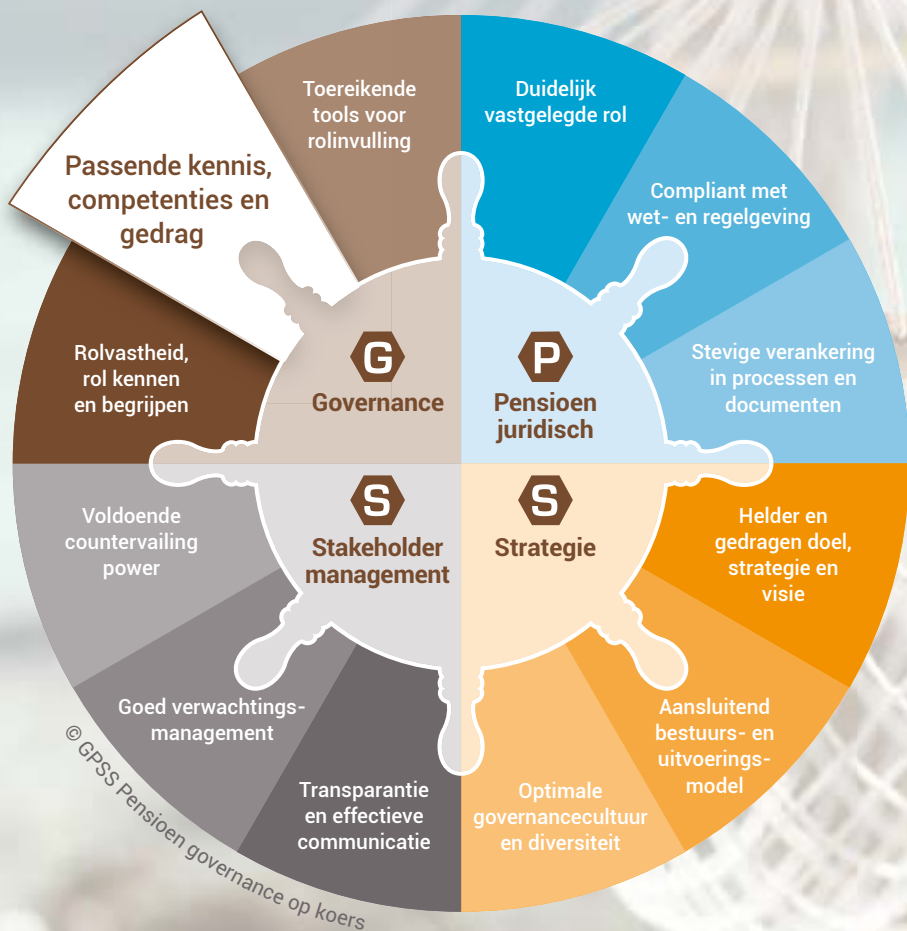 Toereikende
tools voor
rolinvulling
Duidelijk
vastgelegde rol
Passende kennis,
competenties en
gedrag
Compliant met
wet- en regelgeving
Rolvastheid,
rol kennen
en begrijpen
G
Governance
P
Pensioen
juridisch
Stevige verankering
in processen en
documenten
Voldoende
countervailing
power
S
Stakeholder
management
S
Strategie
Helder en
gedragen doel,
strategie en
visie
Goed verwachtings-
management
Aansluitend
bestuurs- en
uitvoerings-
model
Transparantie
en effectieve
communicatie
Optimale
governancecultuur
en diversiteit
© GPSS Pensioen governance op koers